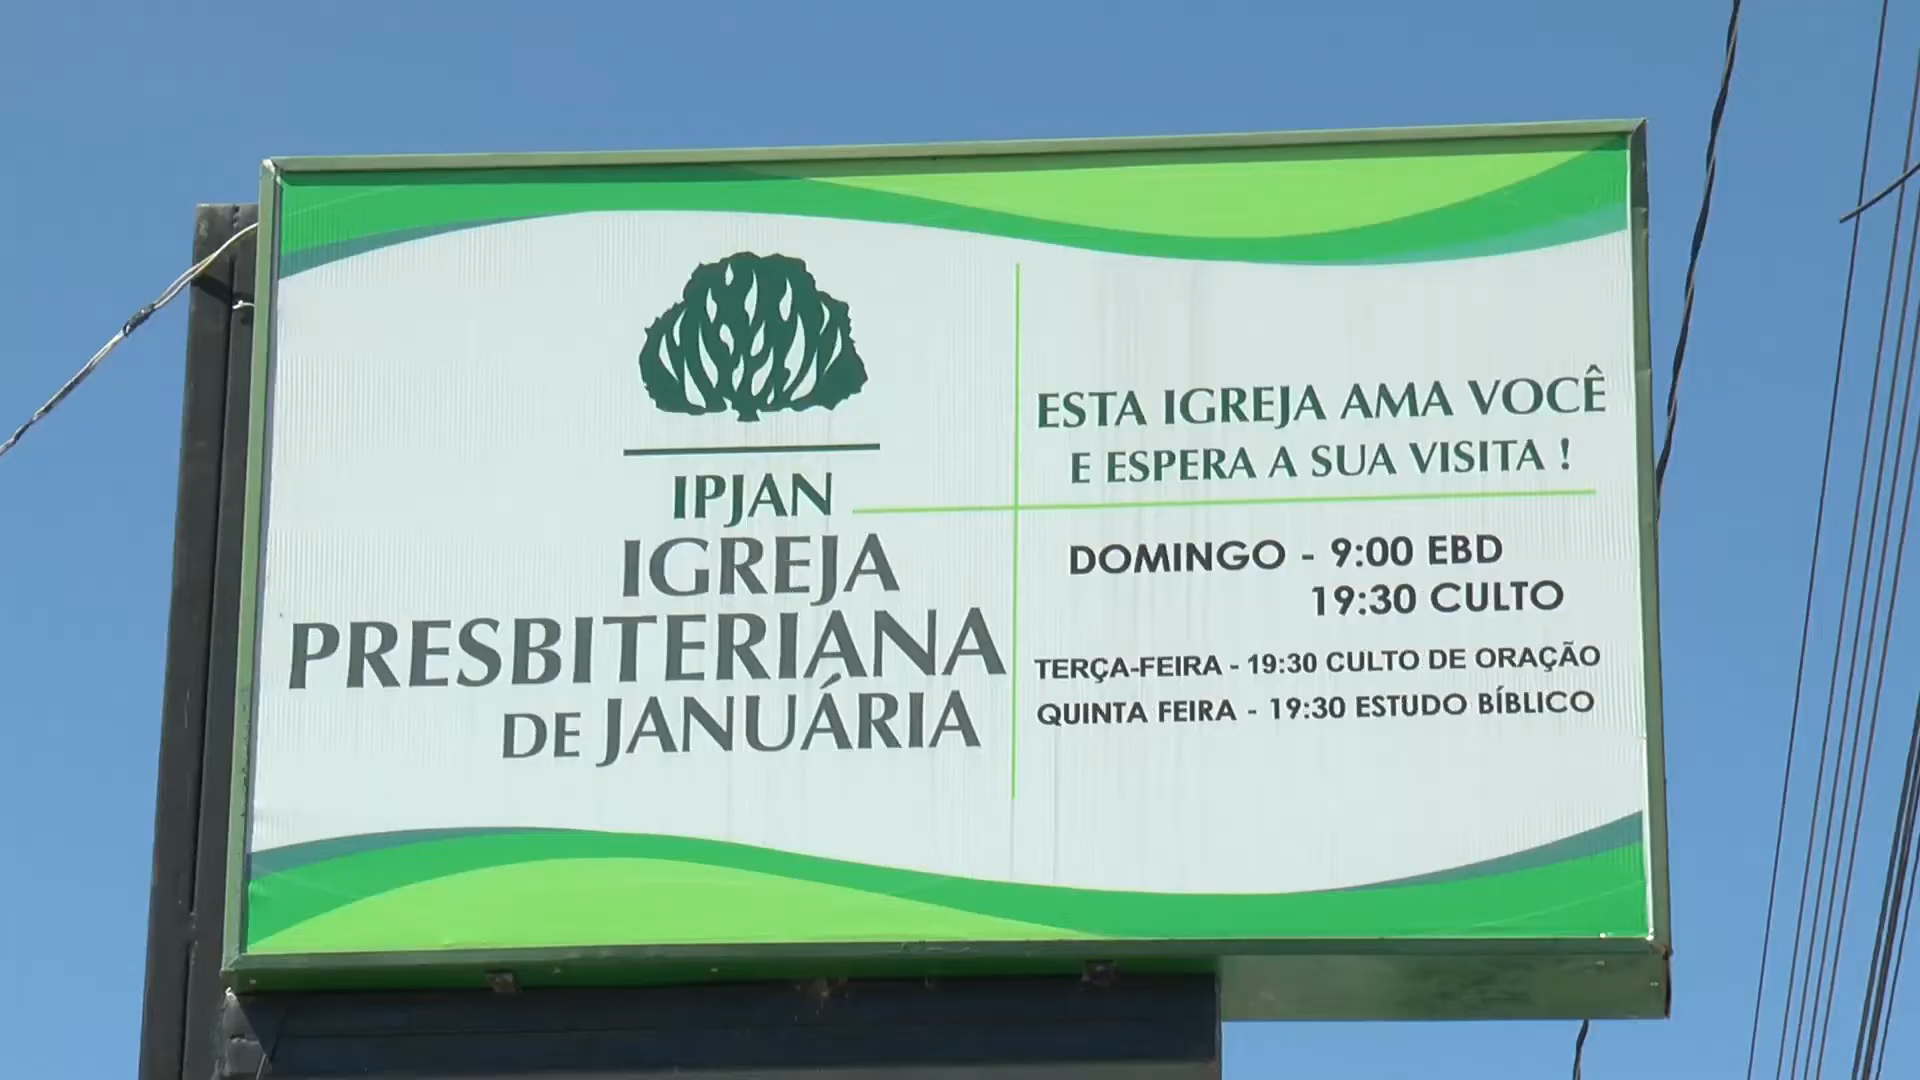 IPJAN
IGREJA
PRESBITERIANA
DE JANUÁRIA
ESTA IGREJA AMA VOCÊ
E ESPERA A SUA VISITA !
DOMINGO - 9:00 EBD
19:30 CULTO
TERÇA-FEIRA - 19:30 CULTO DE ORAÇÃO
QUINTA FEIRA - 19:30 ESTUDO BÍBLICO